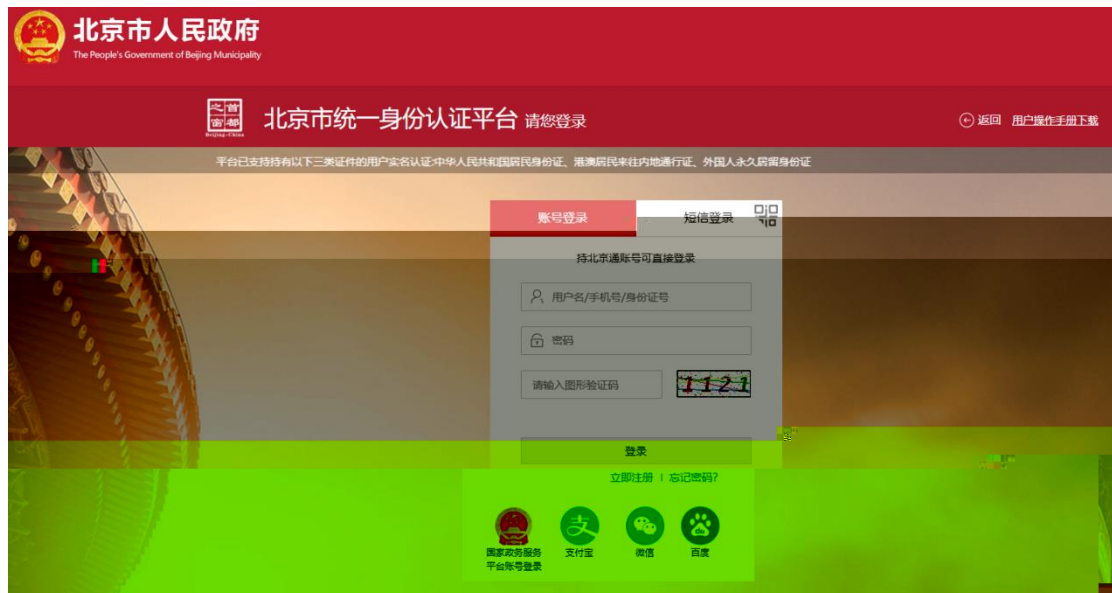 北京市人民政府
The People's Government of Beijing Municipality
首都之窗
Beijing-China
北京市统一身份认证平台 请您登录
返回 用户操作手册下载
平台已支持持有以下三类证件的用户实名认证:中华人民共和国居民身份证、港澳居民来往内地通行证、外国人永久居留身份证
账号登录 短信登录
持北京通账号可直接登录
用户名/手机号/身份证号
密码
请输入图形验证码 1121
登录
立即注册 | 忘记密码?
国家政务服务平台账号登录 支付宝 微信 百度